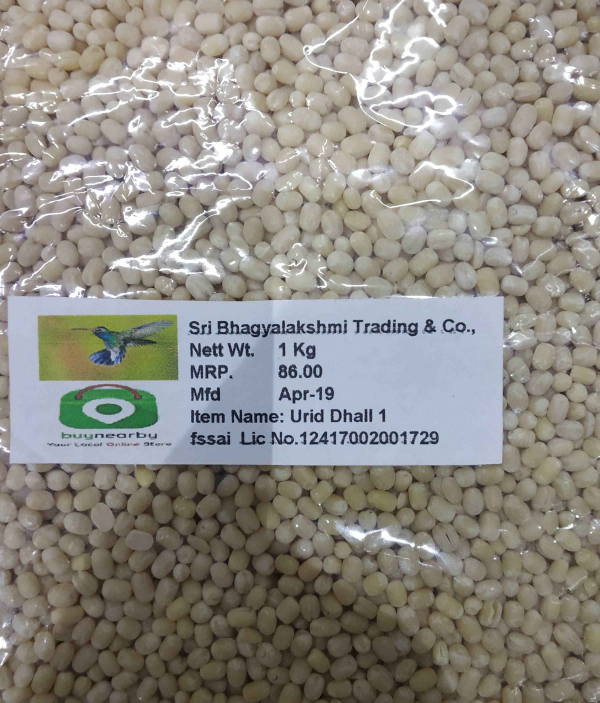 Sri Bhagyalakshmi Trading & Co.,
Nett Wt. 1 Kg
MRP. 86.00
Mfd Apr-19
Item Name: Urid Dhall 1
fssai Lic No.12417002001729
buynearby
Your Local Online Store